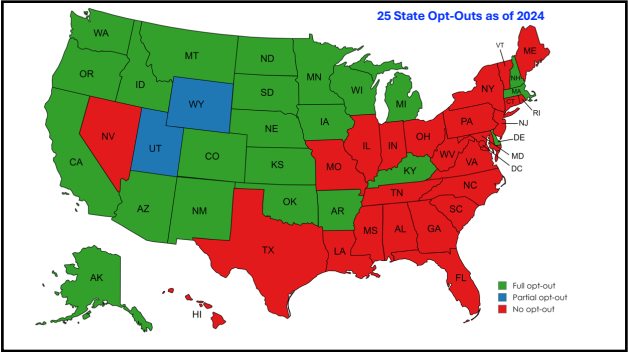 25 State Opt-Outs as of 2024
WA
MT
ND
MN
VT
ME
OR
ID
SD
WI
NH
WY
MI
NY
MA
CT
RI
IA
NE
PA
NJ
NV
UT
IL
IN
OH
DE
CO
MD
CA
KS
MO
WV
VA
DC
KY
NC
TN
OK
AZ
NM
AR
SC
MS
AL
GA
TX
LA
AK
FL
HI
Full opt-out
Partial opt-out
No opt-out